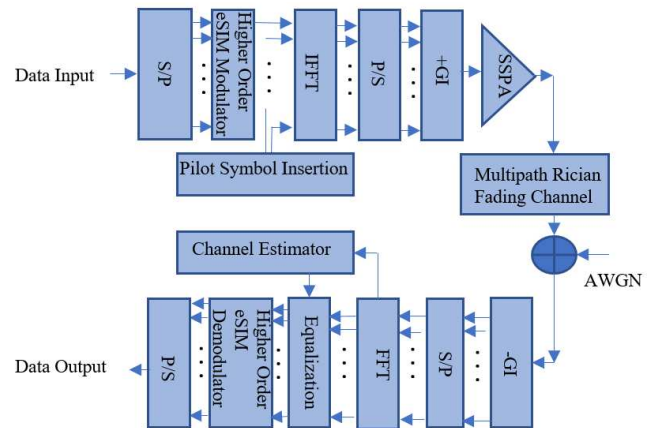 Data Input
S/P
Higher Order
eSIM Modulator
IFFT
P/S
+GI
SSPA
Pilot Symbol Insertion
Multipath Rician
Fading Channel
AWGN
Channel Estimator
Data Output
P/S
Higher Order
eSIM
Demodulator
Equalization
FFT
S/P
-GI